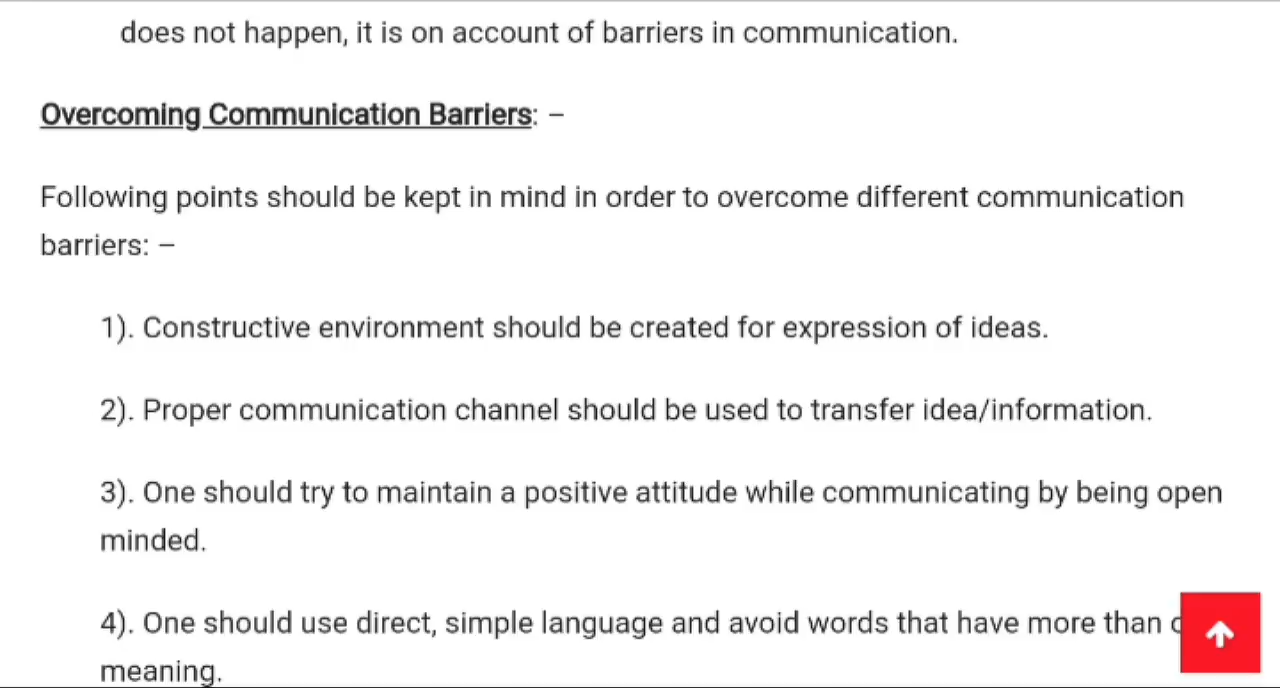 does not happen, it is on account of barriers in communication.
Overcoming Communication Barriers: –
Following points should be kept in mind in order to overcome different communication
barriers: –
1). Constructive environment should be created for expression of ideas.
2). Proper communication channel should be used to transfer idea/information.
3). One should try to maintain a positive attitude while communicating by being open
minded.
4). One should use direct, simple language and avoid words that have more than
meaning.